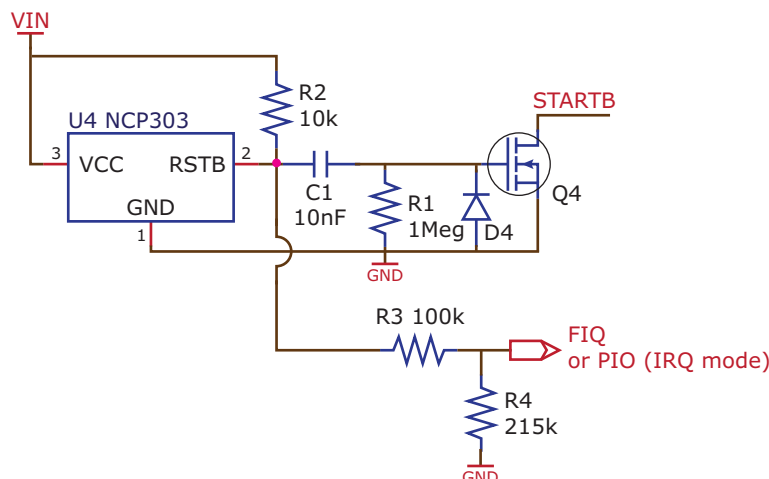 VIN
R2
10k
STARTB
U4 NCP303
3
VCC
RSTB
2
GND
1
C1
10nF
R1
1Meg
D4
Q4
GND
R3 100k
FIQ
or PIO (IRQ mode)
R4
215k
GND